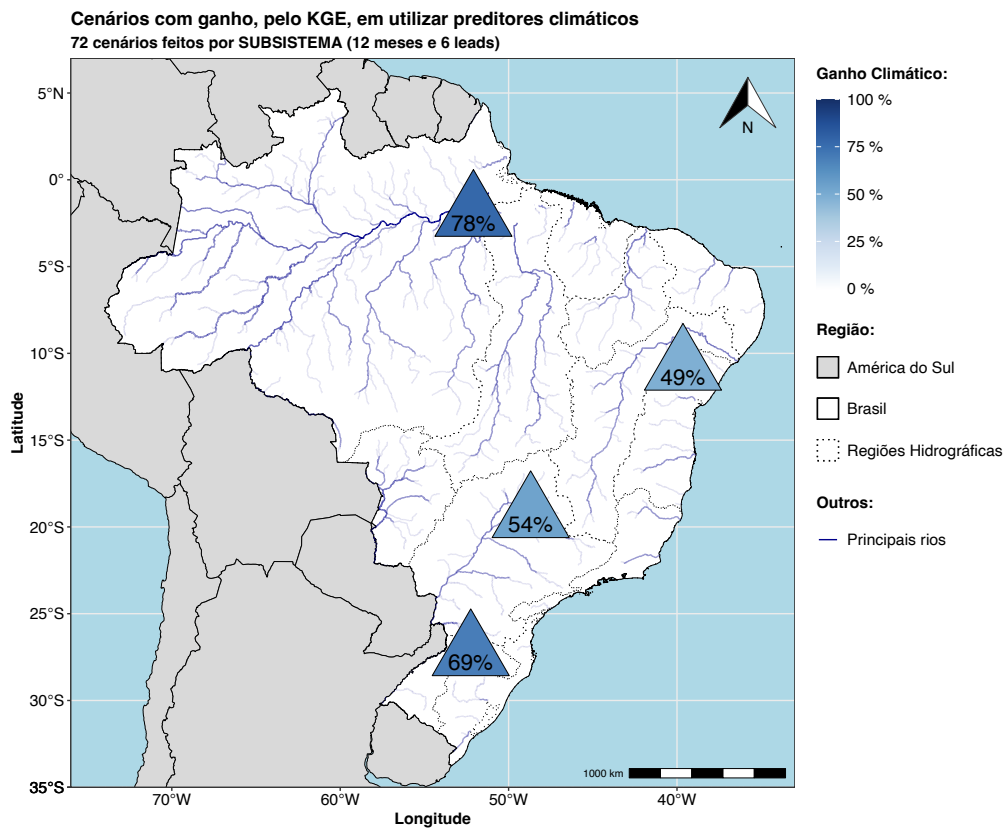 Cenários com ganho, pelo KGE, em utilizar preditores climáticos
72 cenários feitos por SUBSISTEMA (12 meses e 6 leads)
5°N
0°
5°S
10°S
15°S
20°S
25°S
30°S
35°S
Latitude
N
78%
49%
54%
69%
1000 km
70°W
60°W
50°W
40°W
Longitude
Ganho Climático:
100 %
75 %
50 %
25 %
0 %
Região:
América do Sul
Brasil
Regiões Hidrográficas
Outros:
Principais rios